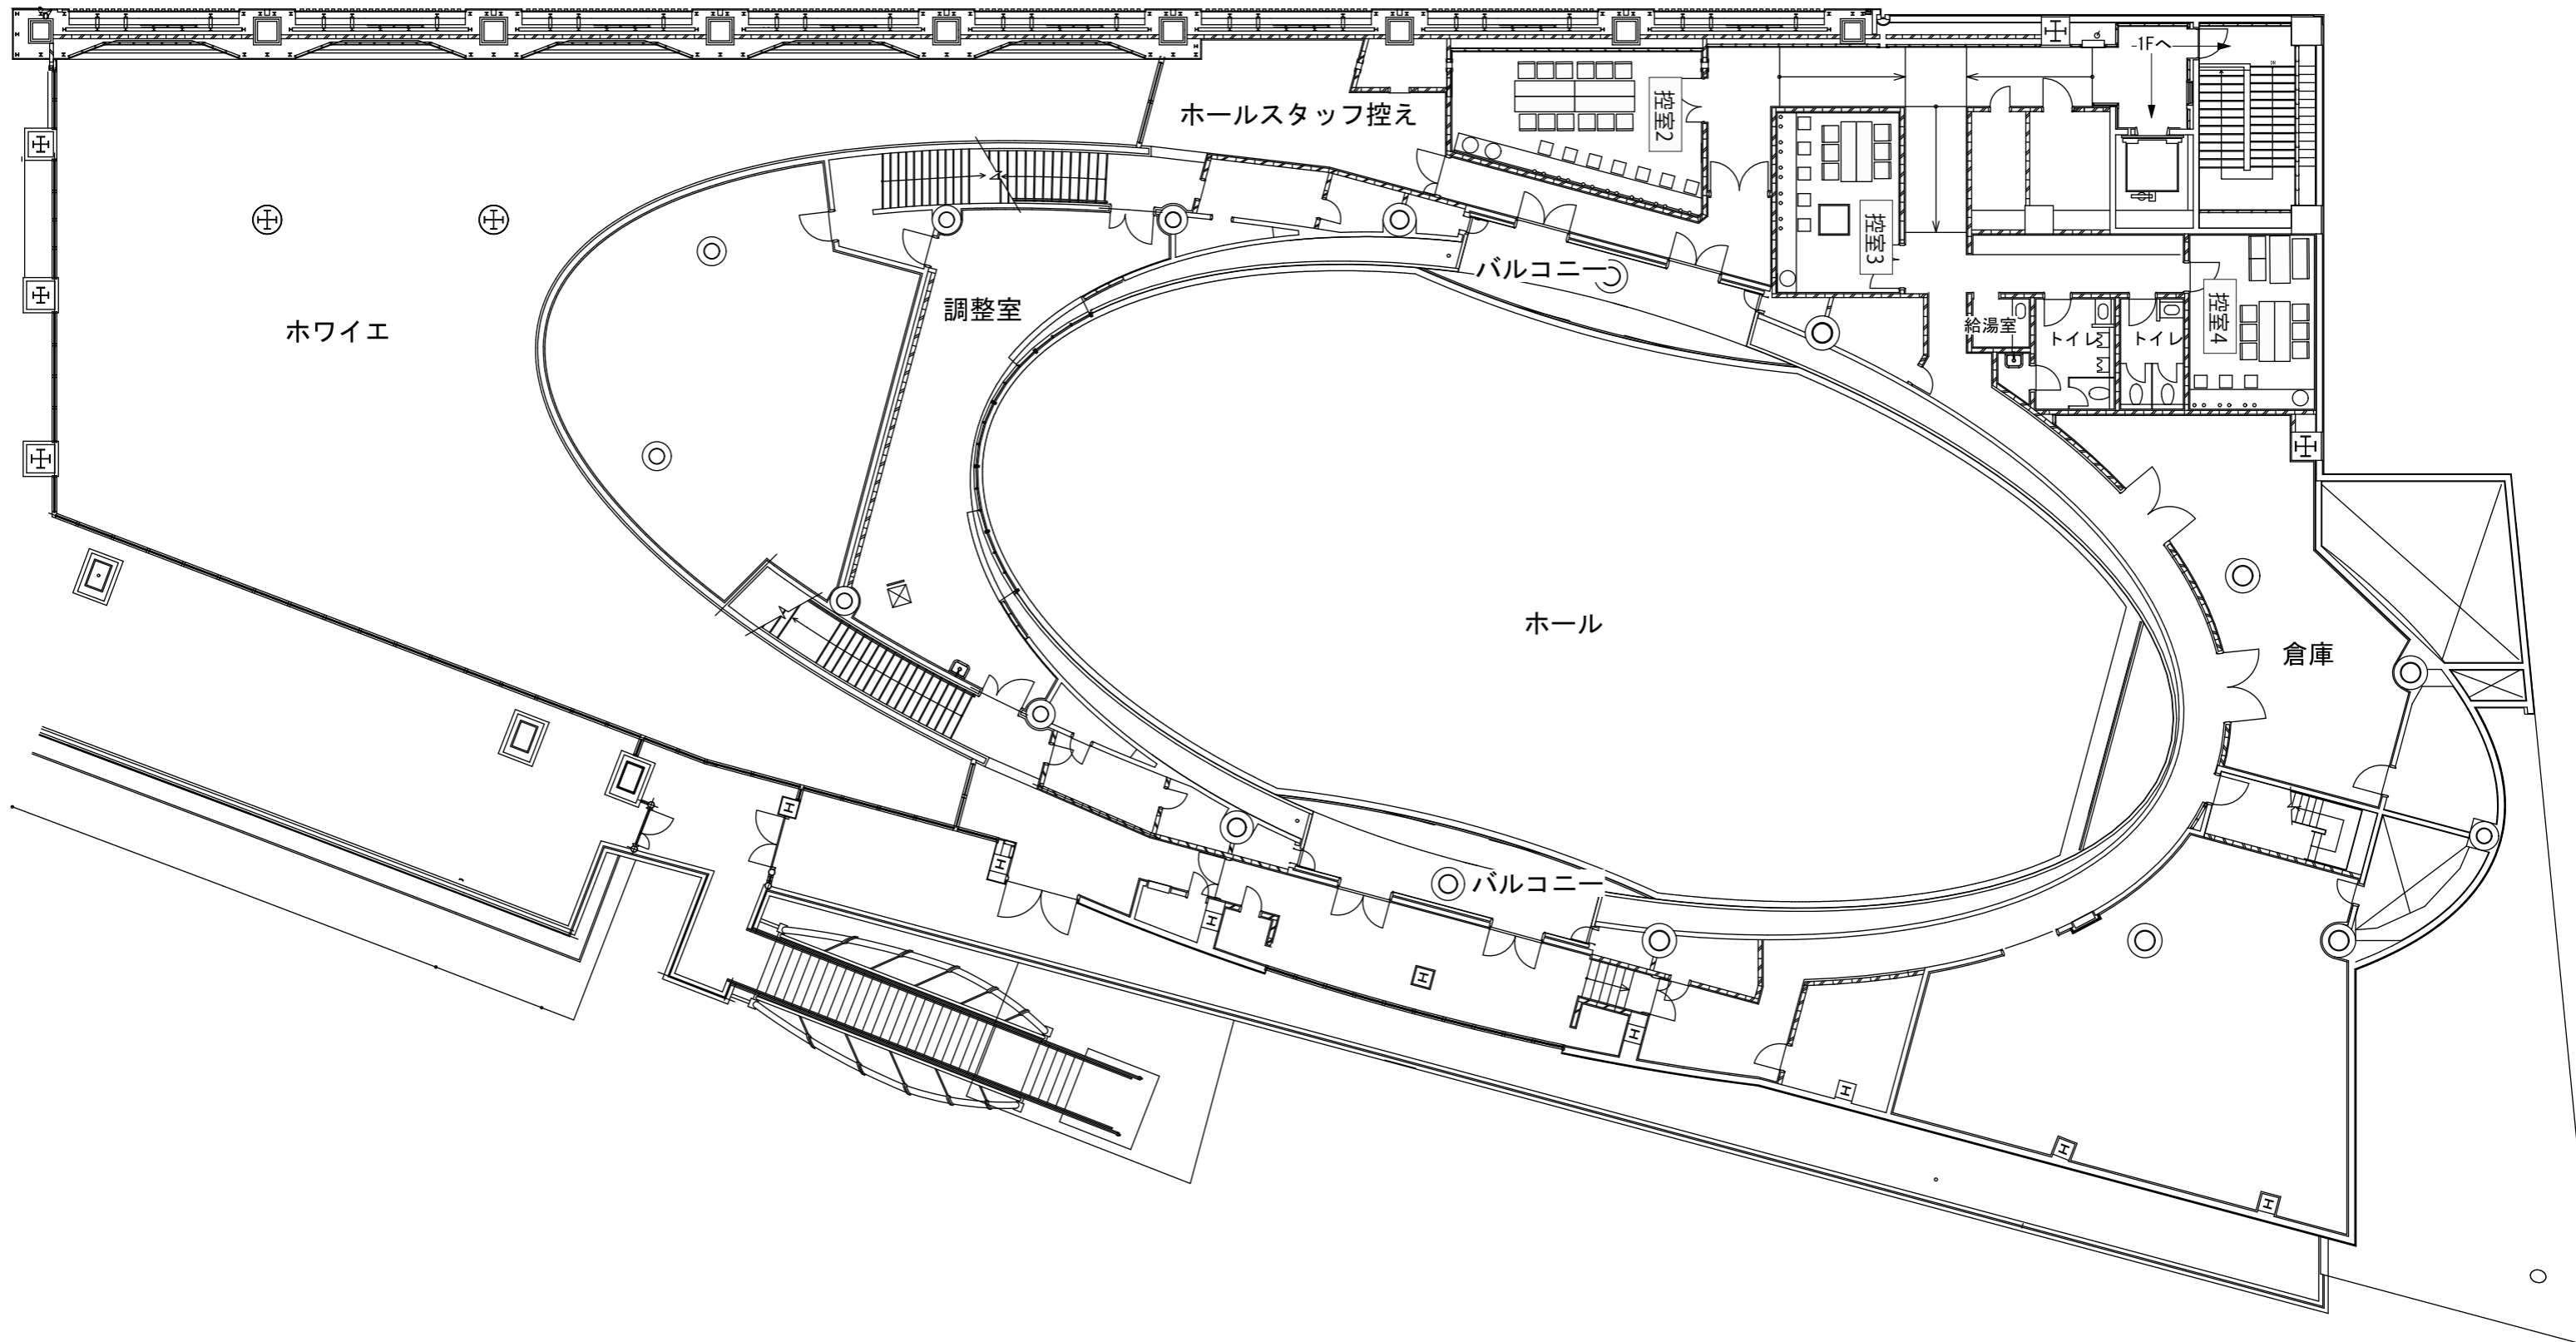 -1Fへ
控室2
ホールスタッフ控え
控室3
バルコニー
調整室
控室4
給湯室
ホワイエ
トイレ
トイレ
ホール
倉庫
バルコニー